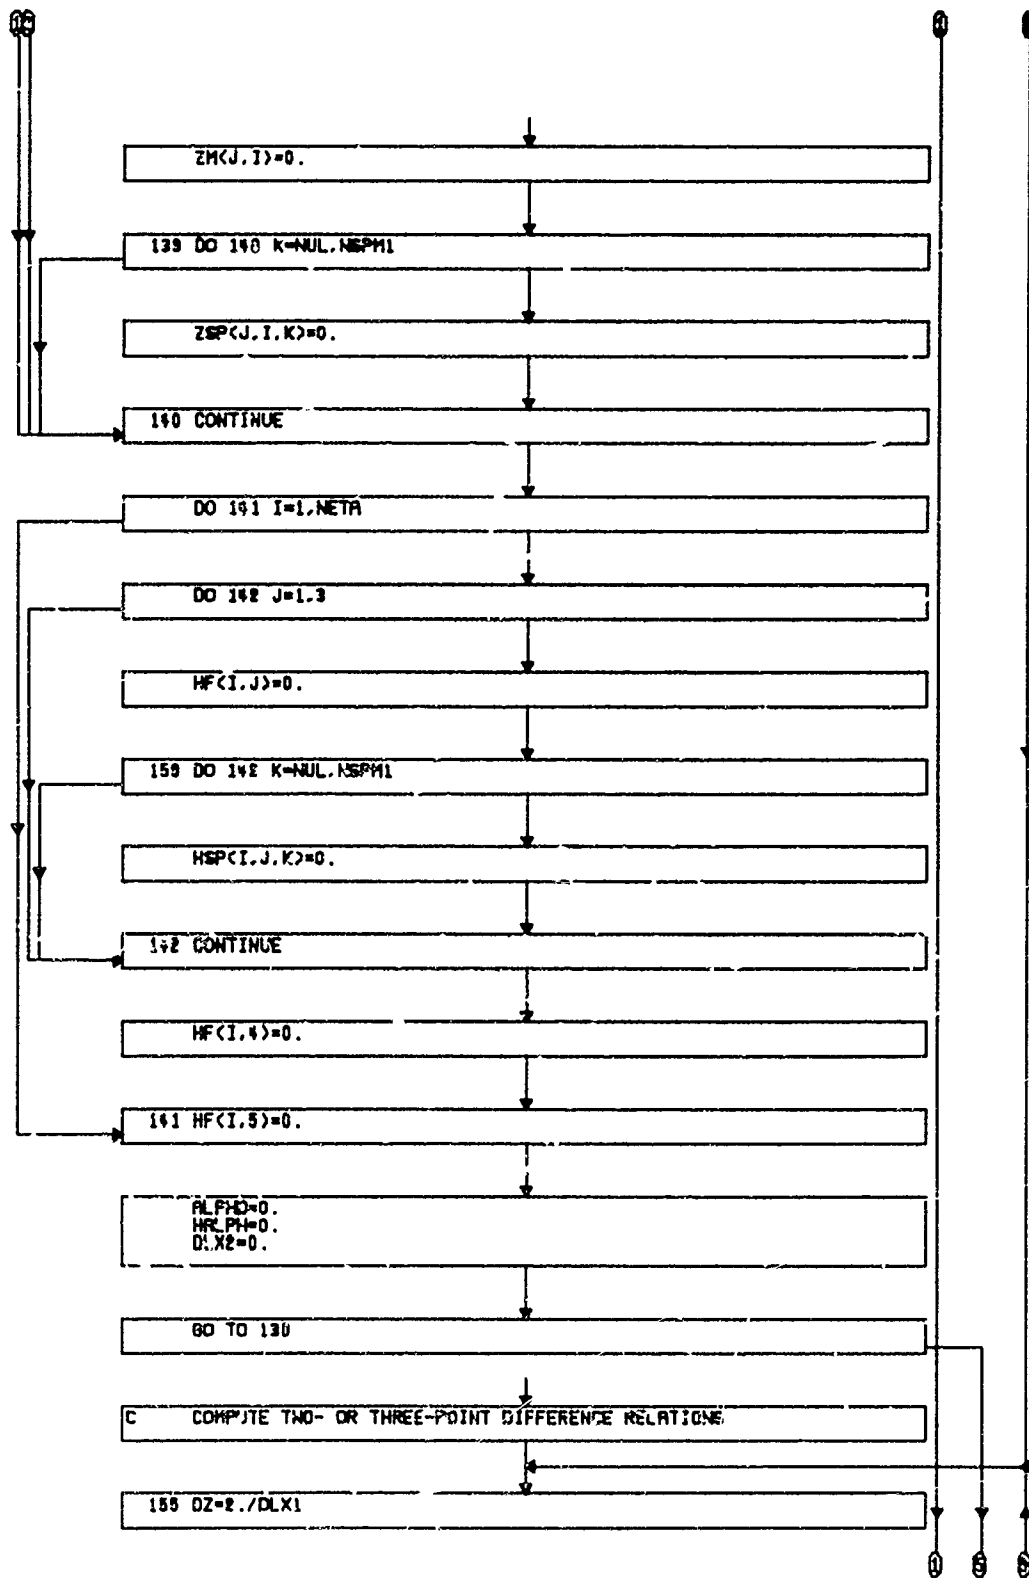 ZM(J,I)=0.
139 DO 140 K=NUL,NSPM1
ZSP(J,I,K)=0.
140 CONTINUE
DO 141 I=1,NETA
DO 142 J=1,3
HF(I,J)=0.
159 DO 142 K=NUL,NSPM1
HSP(I,J,K)=0.
142 CONTINUE
HF(I,4)=0.
141 HF(I,5)=0.
ALPHD=0.
HALPH=0.
DLX2=0.
GO TO 130
C COMPUTE TWO- OR THREE-POINT DIFFERENCE RELATIONS
155 DZ=2./DLX1